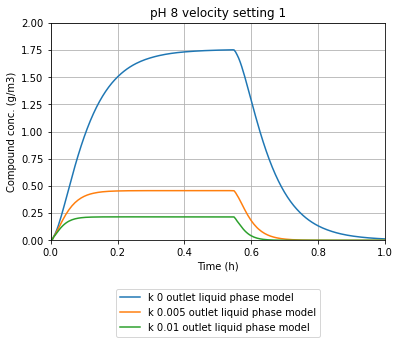 pH 8 velocity setting 1
Compound conc. (g/m3)
2.00
1.75
1.50
1.25
1.00
0.75
0.50
0.25
0.00
0.0 0.2 0.4 0.6 0.8 1.0
Time (h)
k 0 outlet liquid phase model
k 0.005 outlet liquid phase model
k 0.01 outlet liquid phase model